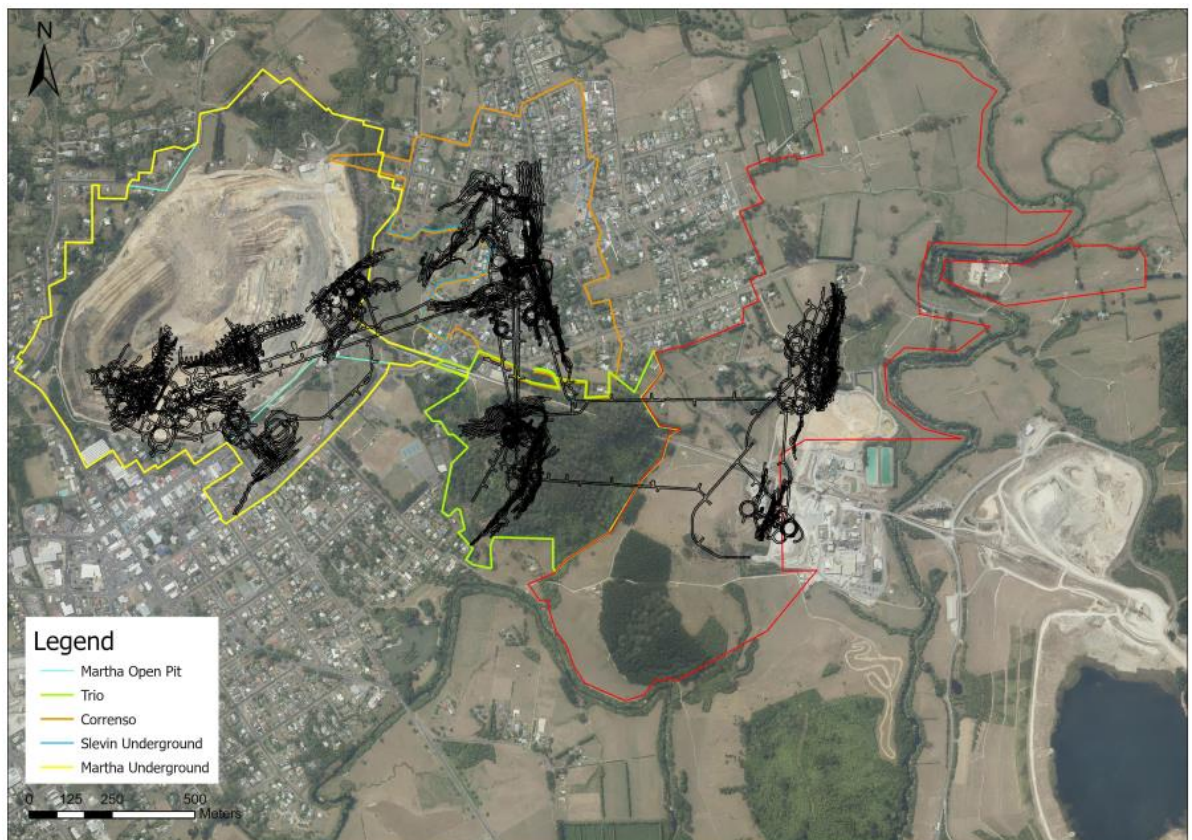 N
Legend
Martha Open Pit
Trio
Correnso
Slevin Underground
Martha Underground
0 125 250 500
Meters